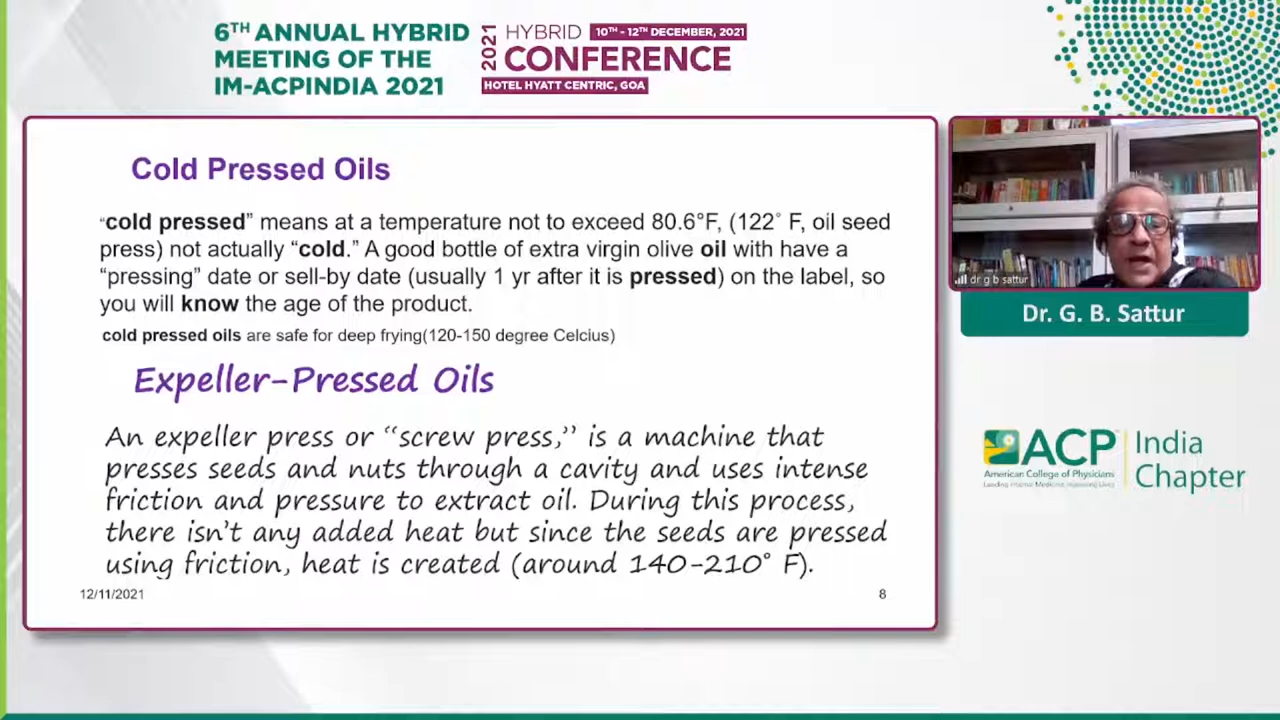 6TH ANNUAL HYBRID
MEETING OF THE
IM-ACPINDIA 2021
2021
HYBRID
10TH - 12TH DECEMBER, 2021
CONFERENCE
HOTEL HYATT CENTRIC, GOA
Cold Pressed Oils
"cold pressed" means at a temperature not to exceed 80.6°F, (122° F, oil seed
press) not actually "cold." A good bottle of extra virgin olive oil with have a
"pressing" date or sell-by date (usually 1 yr after it is pressed) on the label, so
you will know the age of the product.
cold pressed oils are safe for deep frying(120-150 degree Celcius)
Expeller-Pressed Oils
An expeller press or "screw press," is a machine that
presses seeds and nuts through a cavity and uses intense
friction and pressure to extract oil. During this process,
there isn't any added heat but since the seeds are pressed
using friction, heat is created (around 140-210° F).
12/11/2021
8
dr g b sattur
Dr. G. B. Sattur
ACP
American College of Physicians
Leading Internal Medicine, Improving Lives
India
Chapter